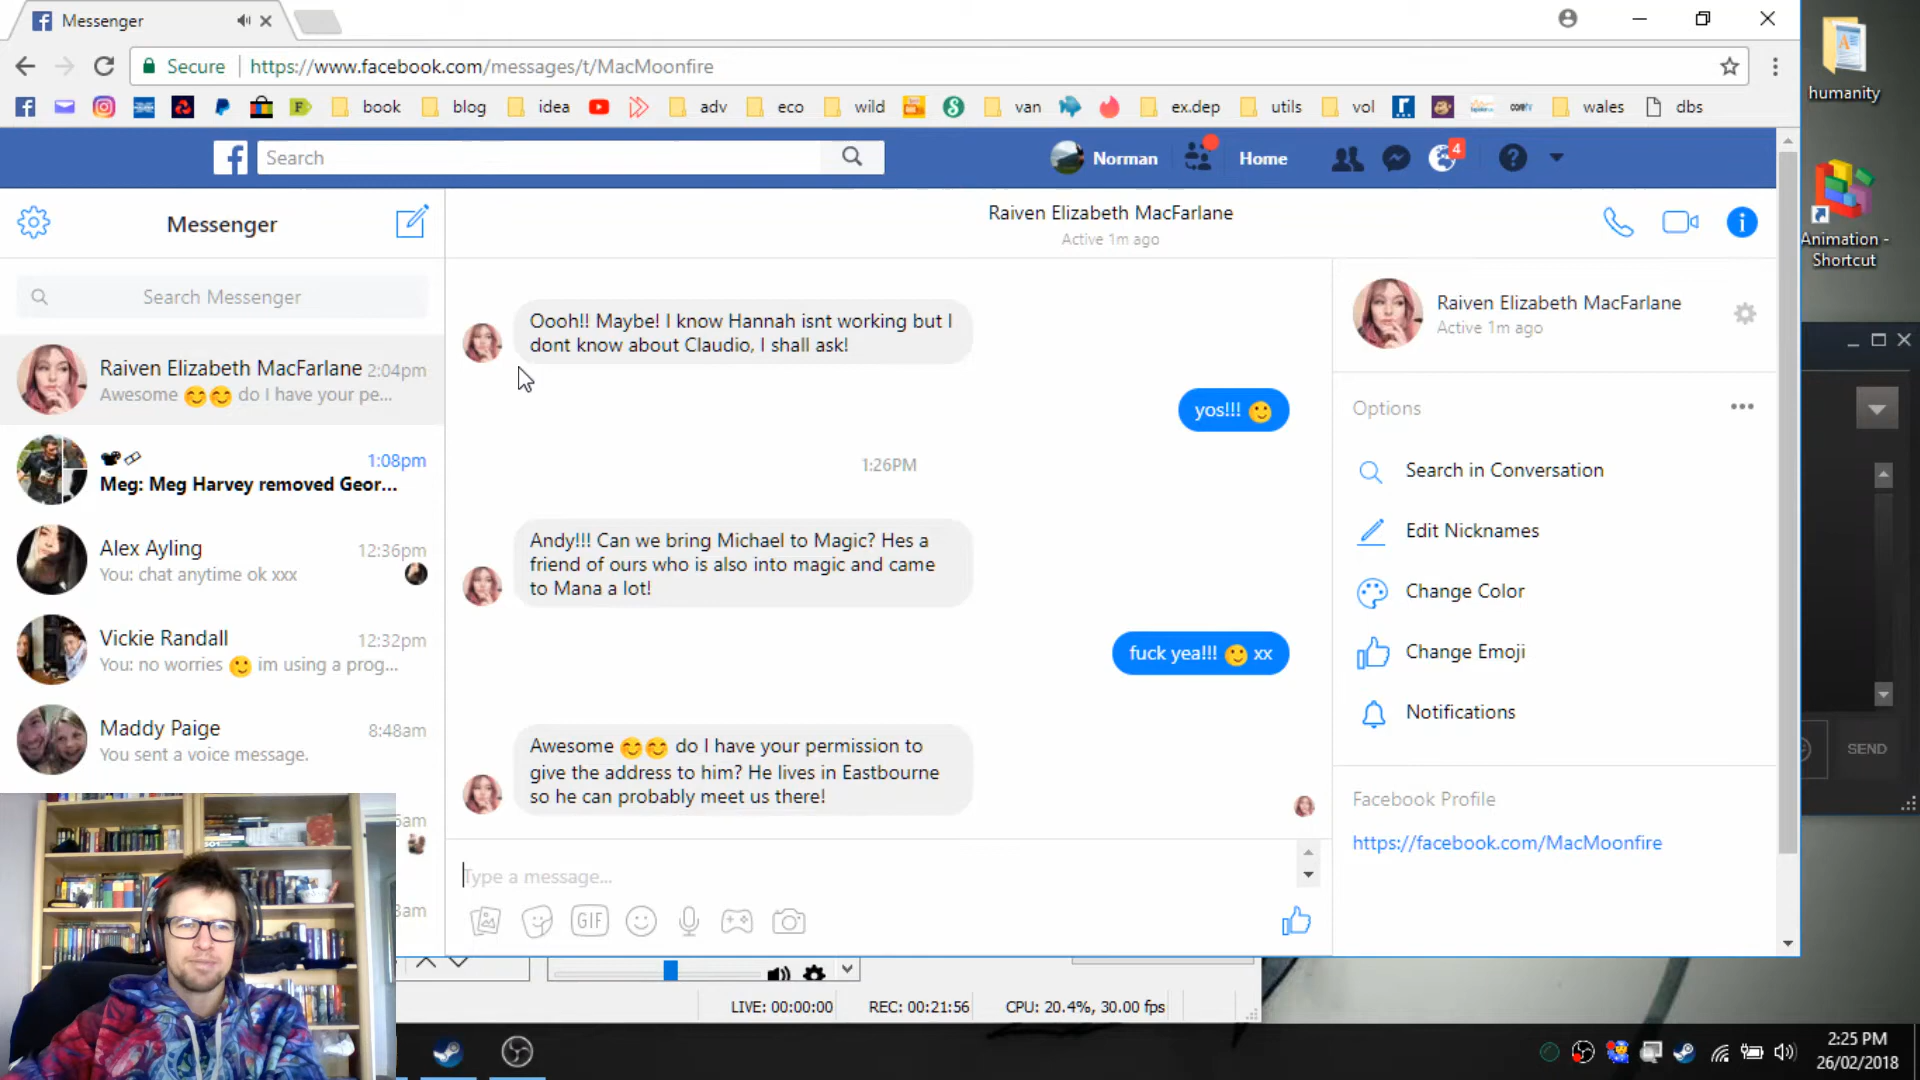 Messenger
Secure
https://www.facebook.com/messages/t/MacMoonfire
book
blog
idea
adv
eco
wild
van
ex.dep
utils
vol
wales
dbs
Search
Norman
Home
4
Messenger
Search Messenger
Raiven Elizabeth MacFarlane 2:04pm
Awesome 😊😊 do I have your pe...
1:08pm
Meg: Meg Harvey removed Geor...
Alex Ayling 12:36pm
You: chat anytime ok xxx
Vickie Randall 12:32pm
You: no worries 🙂 im using a prog...
Maddy Paige 8:48am
You sent a voice message.
Raiven Elizabeth MacFarlane
Active 1m ago
Oooh!! Maybe! I know Hannah isnt working but I
dont know about Claudio, I shall ask!
yos!!! 🙂
1:26PM
Andy!!! Can we bring Michael to Magic? Hes a
friend of ours who is also into magic and came
to Mana a lot!
fuck yea!!! 🙂 xx
Awesome 😊😊 do I have your permission to
give the address to him? He lives in Eastbourne
so he can probably meet us there!
Type a message...
GIF
Raiven Elizabeth MacFarlane
Active 1m ago
Options
Search in Conversation
Edit Nicknames
Change Color
Change Emoji
Notifications
Facebook Profile
https://facebook.com/MacMoonfire
humanity
Animation -
Shortcut
SEND
LIVE: 00:00:00
REC: 00:21:56
CPU: 20.4%, 30.00 fps
2:25 PM
26/02/2018